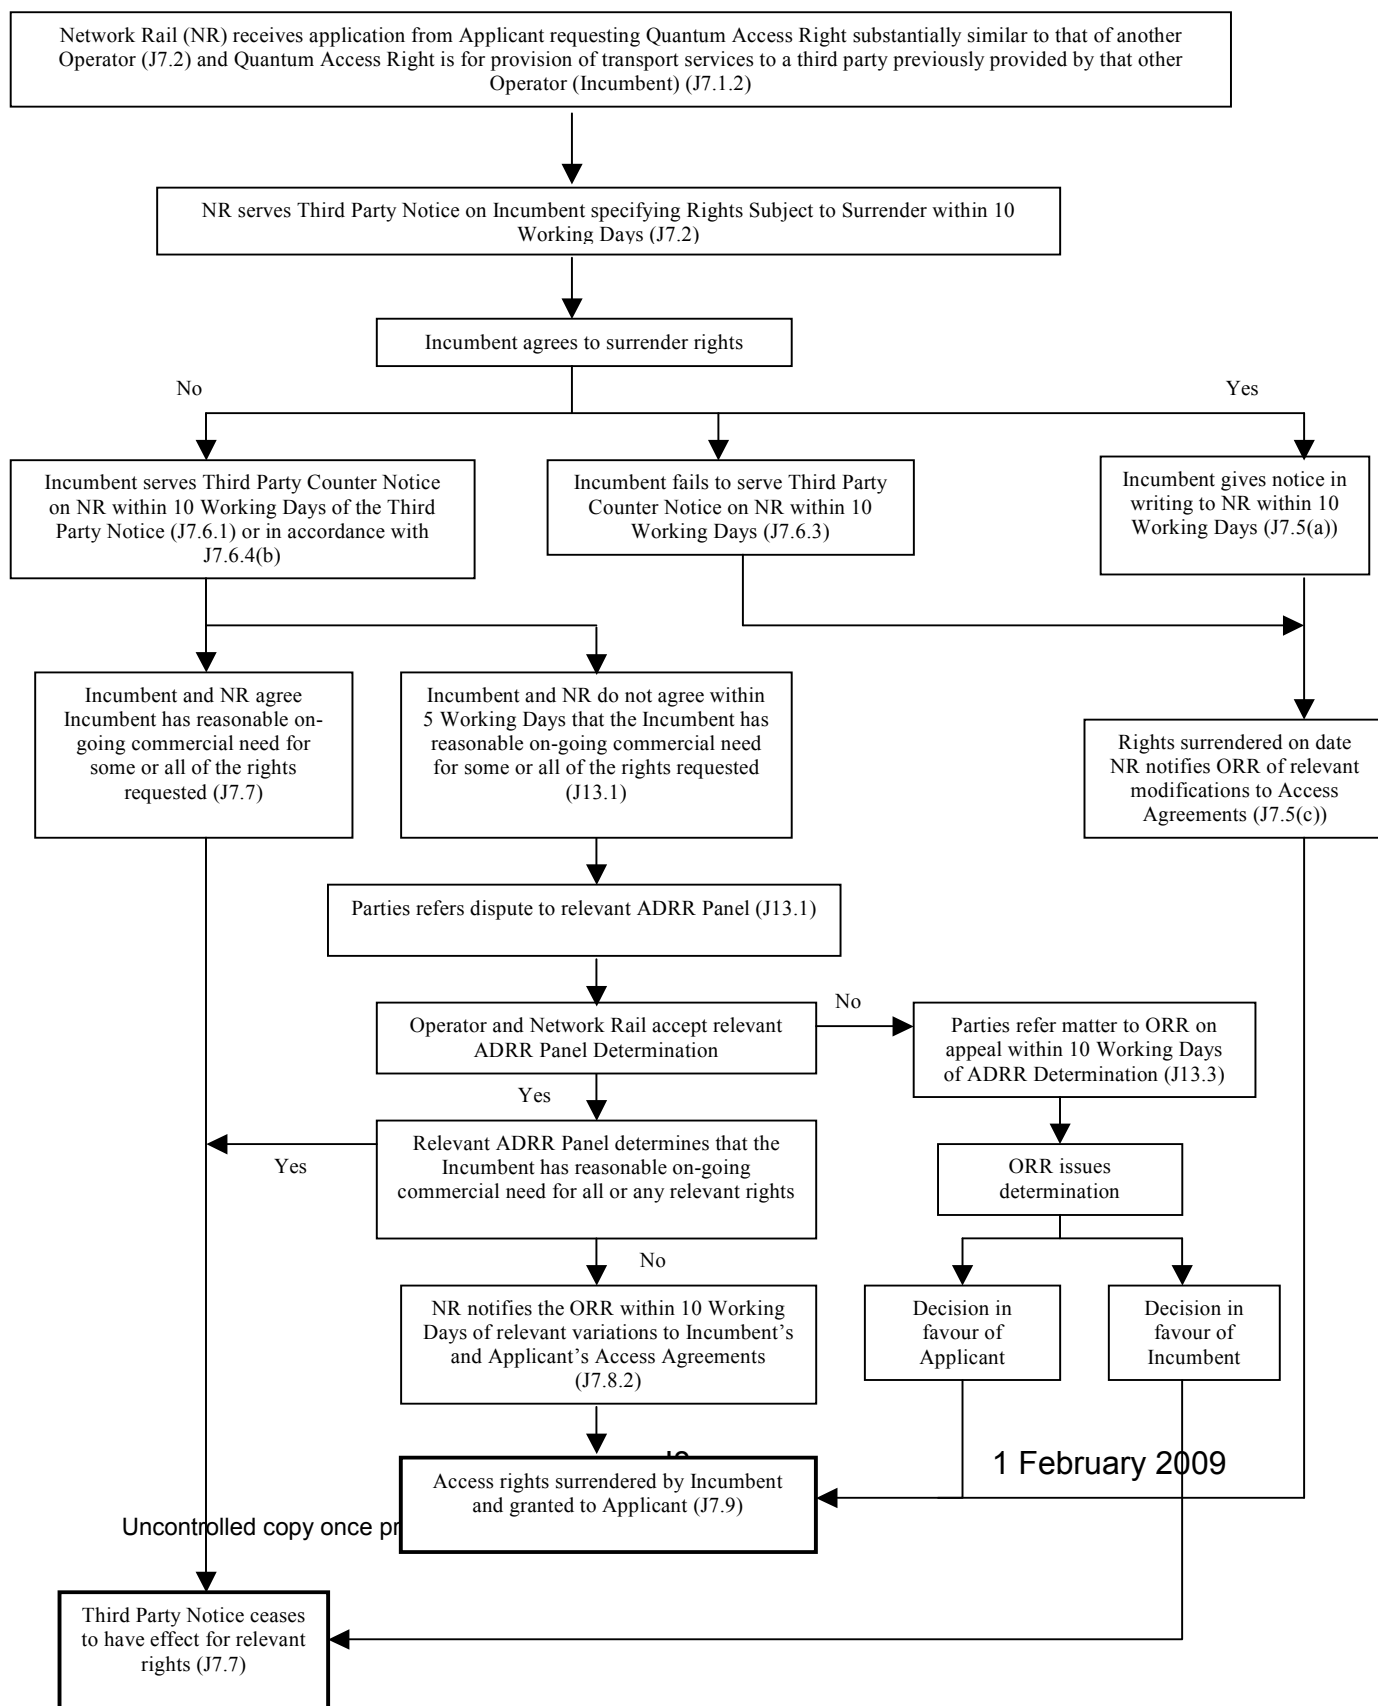 Network Rail (NR) receives application from Applicant requesting Quantum Access Right substantially similar to that of another
Operator (J7.2) and Quantum Access Right is for provision of transport services to a third party previously provided by that other
Operator (Incumbent) (J7.1.2)
NR serves Third Party Notice on Incumbent specifying Rights Subject to Surrender within 10
Working Days (J7.2)
Incumbent agrees to surrender rights
No
Yes
Incumbent serves Third Party Counter Notice
on NR within 10 Working Days of the Third
Party Notice (J7.6.1) or in accordance with
J7.6.4(b)
Incumbent fails to serve Third Party
Counter Notice on NR within 10
Working Days (J7.6.3)
Incumbent gives notice in
writing to NR within 10
Working Days (J7.5(a))
Incumbent and NR agree
Incumbent has reasonable on-
going commercial need for
some or all of the rights
requested (J7.7)
Incumbent and NR do not agree within
5 Working Days that the Incumbent has
reasonable on-going commercial need
for some or all of the rights requested
(J13.1)
Rights surrendered on date
NR notifies ORR of relevant
modifications to Access
Agreements (J7.5(c))
Parties refers dispute to relevant ADRR Panel (J13.1)
Operator and Network Rail accept relevant
ADRR Panel Determination
No
Parties refer matter to ORR on
appeal within 10 Working Days
of ADRR Determination (J13.3)
Yes
Relevant ADRR Panel determines that the
Incumbent has reasonable on-going
commercial need for all or any relevant rights
Yes
ORR issues
determination
No
NR notifies the ORR within 10 Working
Days of relevant variations to Incumbent's
and Applicant's Access Agreements
(J7.8.2)
Decision in
favour of
Applicant
Decision in
favour of
Incumbent
1 February 2009
Access rights surrendered by Incumbent
and granted to Applicant (J7.9)
Uncontrolled copy once
Third Party Notice ceases
to have effect for relevant
rights (J7.7)